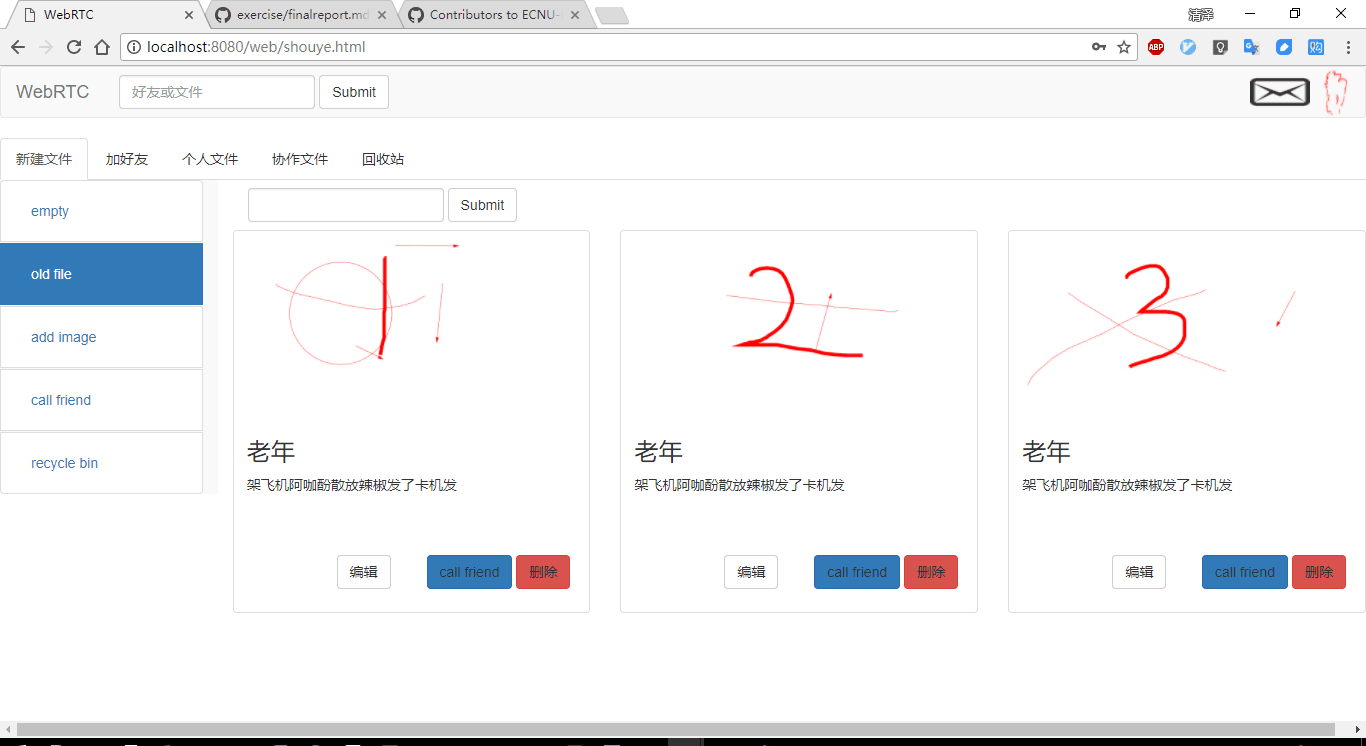 WebRTC
exercise/finalreport.md
Contributors to ECNU-
清泽
localhost:8080/web/shouye.html
ABP
WebRTC
好友或文件
Submit
新建文件
加好友
个人文件
协作文件
回收站
empty
old file
add image
call friend
recycle bin
Submit
1
2
3
老年
老年
老年
架飞机阿咖酚散放辣椒发了卡机发
架飞机阿咖酚散放辣椒发了卡机发
架飞机阿咖酚散放辣椒发了卡机发
编辑
call friend
删除
编辑
call friend
删除
编辑
call friend
删除